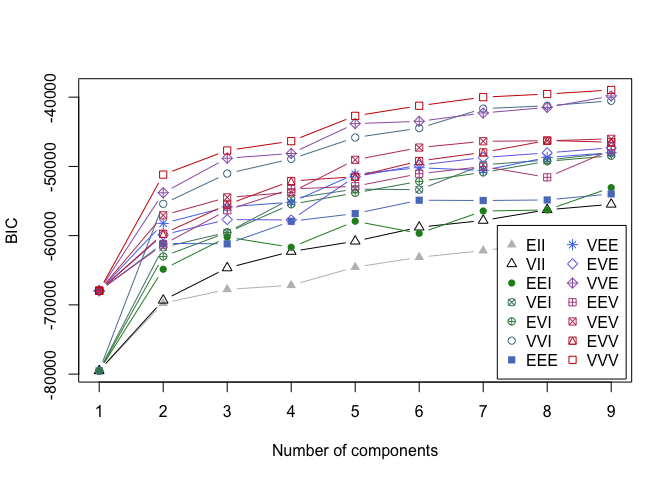 BIC
-40000
-50000
-60000
-70000
-80000
EII VEE
VII EVE
EEI VVE
VEI EEV
EVI VEV
VVI EVV
EEE VVV
1 2 3 4 5 6 7 8 9
Number of components